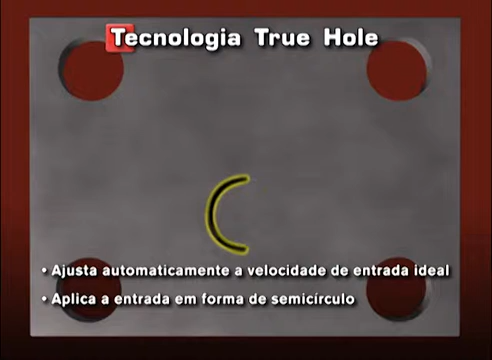 Tecnologia True Hole
• Ajusta automaticamente a velocidade de entrada ideal
• Aplica a entrada em forma de semicírculo